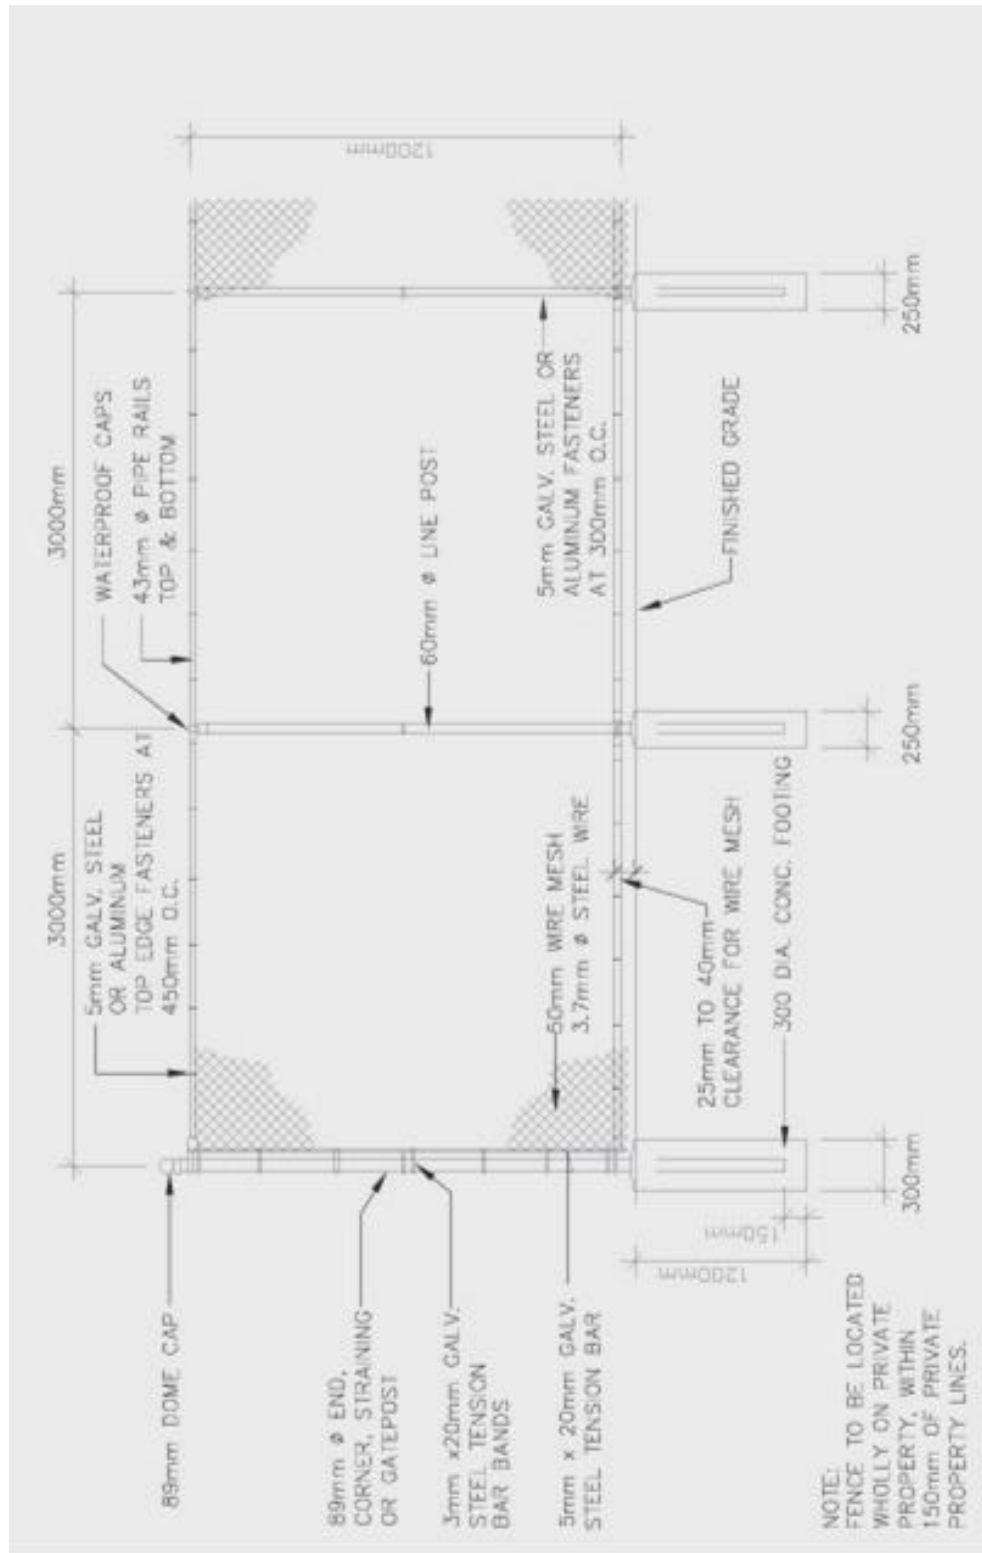 3000mm
3000mm
5mm GALV. STEEL
OR ALUMINUM
TOP EDGE FASTENERS AT
450mm O.C.
WATERPROOF CAPS
43mm ø PIPE RAILS
TOP & BOTTOM
1200mm
89mm DOME CAP
89mm ø END,
CORNER, STRAINING
OR GATEPOST
3mm x20mm GALV.
STEEL TENSION
BAR BANDS
5mm x 20mm GALV.
STEEL TENSION BAR
60mm ø LINE POST
60mm WIRE MESH
3.7mm ø STEEL WIRE
5mm GALV. STEEL OR
ALUMINUM FASTENERS
AT 300mm O.C.
25mm TO 40mm
CLEARANCE FOR WIRE MESH
FINISHED GRADE
300 DIA. CONC. FOOTING
1200mm
150mm
300mm
250mm
250mm
NOTE:
FENCE TO BE LOCATED
WHOLLY ON PRIVATE
PROPERTY, WITHIN
150mm OF PRIVATE
PROPERTY LINES.